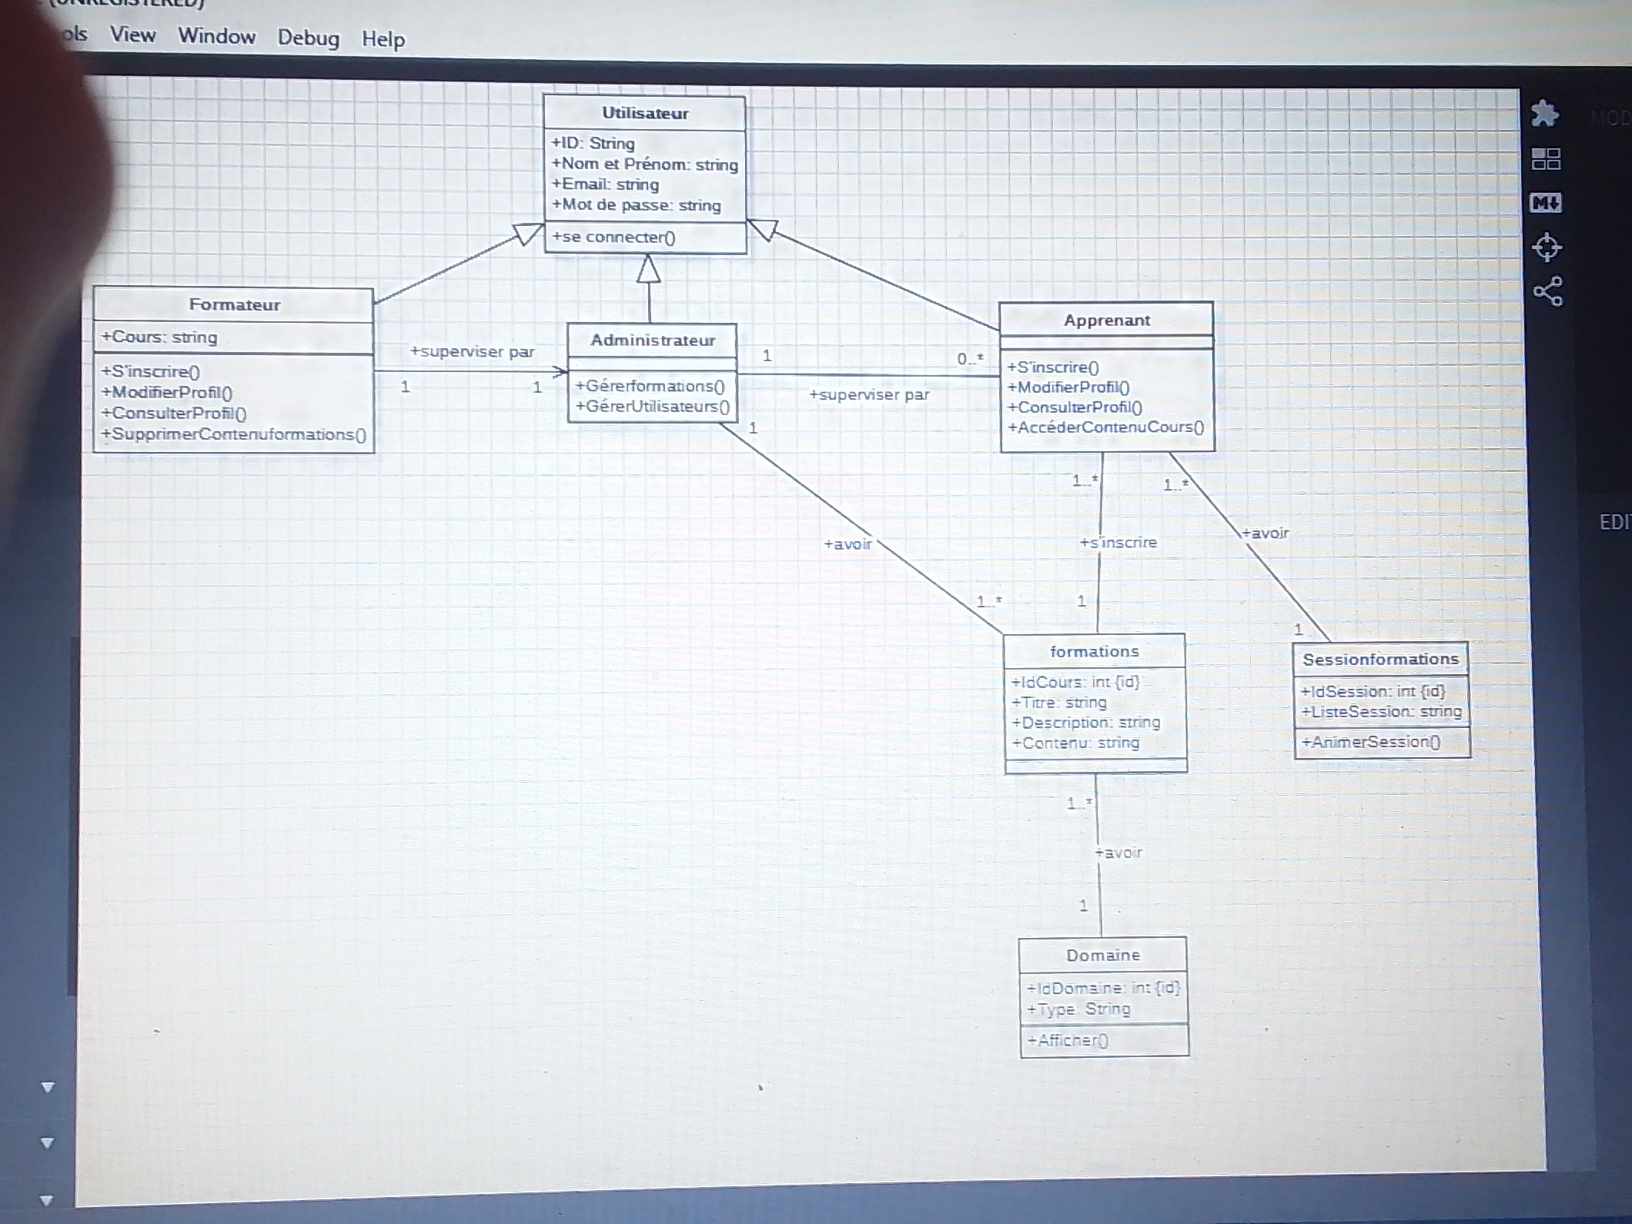 (UNREGISTERED)
ols View Window Debug Help
MOD
Utilisateur
+ID: String
+Nom et Prénom: string
+Email: string
+Mot de passe: string
+se connecter()
Formateur
+Cours: string
+S'inscrire()
+ModifierProfil()
+ConsulterProfil()
+SupprimerContenuformations()
+superviser par
1 1
Administrateur
+Gérerformations()
+GérerUtilisateurs()
1 0..*
+superviser par
Apprenant
+S'inscrire()
+ModifierProfil()
+ConsulterProfil()
+AccéderContenuCours()
1
+avoir
1..*
1..*
+s'inscrire
1
1..*
+avoir
1
EDI
formations
+IdCours: int {id}
+Titre: string
+Description: string
+Contenu: string
Sessionformations
+IdSession: int {id}
+ListeSession: string
+AnimerSession()
1..*
+avoir
1
Domaine
+IdDomaine: int {id}
+Type: String
+Afficher()
M